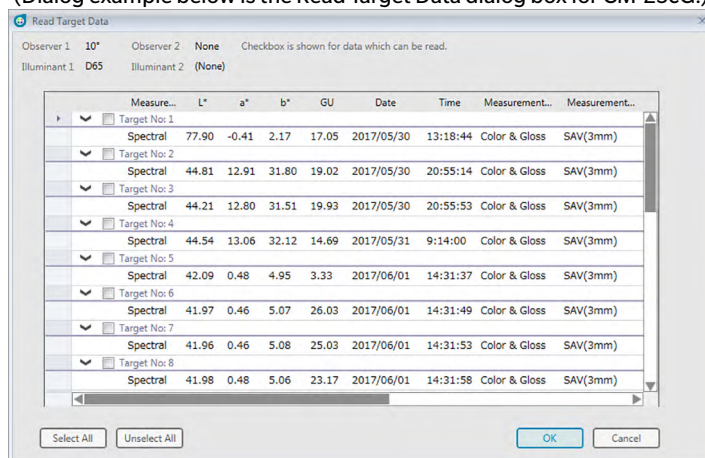 (Dialog example below is the Read Target Data dialog box for CM-25cG.)
Read Target Data
Observer 1 10° Observer 2 None Checkbox is shown for data which can be read.
Illuminant 1 D65 Illuminant 2 (None)
Measure... L* a* b* GU Date Time Measurement... Measurement...
Target No: 1
Spectral 77.90 -0.41 2.17 17.05 2017/05/30 13:18:44 Color & Gloss SAV(3mm)
Target No: 2
Spectral 44.81 12.91 31.80 19.02 2017/05/30 20:55:14 Color & Gloss SAV(3mm)
Target No: 3
Spectral 44.21 12.80 31.51 19.93 2017/05/30 20:55:53 Color & Gloss SAV(3mm)
Target No: 4
Spectral 44.54 13.06 32.12 14.69 2017/05/31 9:14:00 Color & Gloss SAV(3mm)
Target No: 5
Spectral 42.09 0.48 4.95 3.33 2017/06/01 14:31:37 Color & Gloss SAV(3mm)
Target No: 6
Spectral 41.97 0.46 5.07 26.03 2017/06/01 14:31:49 Color & Gloss SAV(3mm)
Target No: 7
Spectral 41.96 0.46 5.08 25.03 2017/06/01 14:31:53 Color & Gloss SAV(3mm)
Target No: 8
Spectral 41.98 0.48 5.06 23.17 2017/06/01 14:31:58 Color & Gloss SAV(3mm)
Select All Unselect All OK Cancel